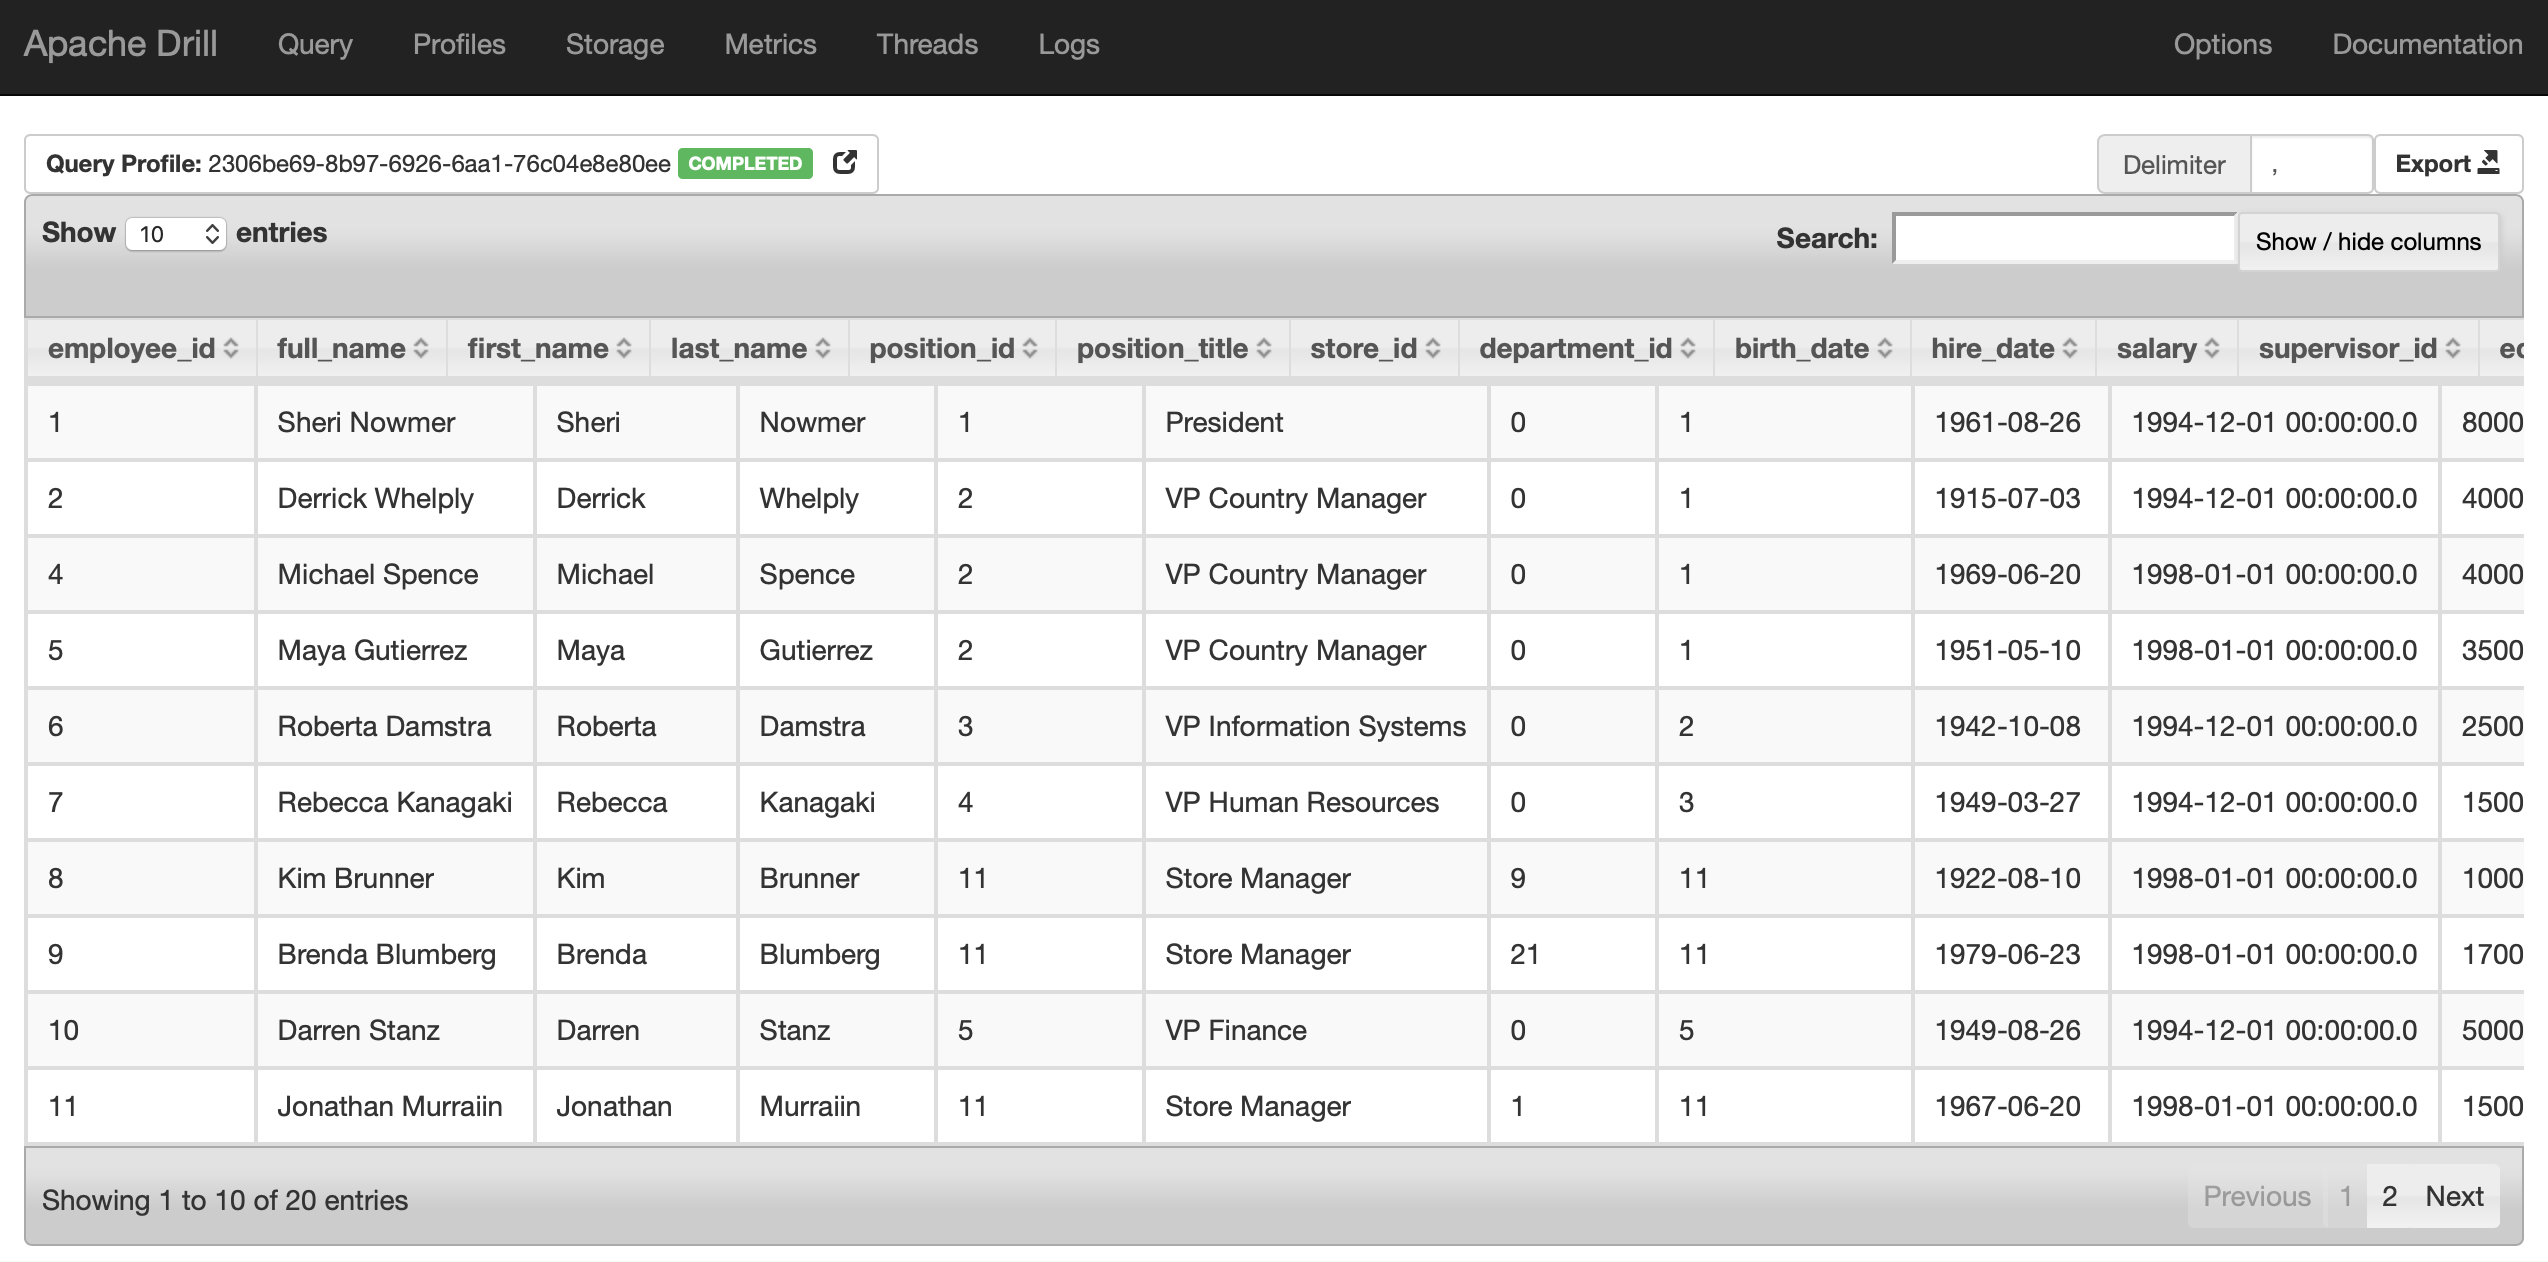 Apache Drill Query Profiles Storage Metrics Threads Logs Options Documentation
Query Profile: 2306be69-8b97-6926-6aa1-76c04e8e80ee COMPLETED Delimiter , Export
Show 10 entries Search: Show / hide columns
employee_id full_name first_name last_name position_id position_title store_id department_id birth_date hire_date salary supervisor_id
1 Sheri Nowmer Sheri Nowmer 1 President 0 1 1961-08-26 1994-12-01 00:00:00.0 8000
2 Derrick Whelply Derrick Whelply 2 VP Country Manager 0 1 1915-07-03 1994-12-01 00:00:00.0 4000
4 Michael Spence Michael Spence 2 VP Country Manager 0 1 1969-06-20 1998-01-01 00:00:00.0 4000
5 Maya Gutierrez Maya Gutierrez 2 VP Country Manager 0 1 1951-05-10 1998-01-01 00:00:00.0 3500
6 Roberta Damstra Roberta Damstra 3 VP Information Systems 0 2 1942-10-08 1994-12-01 00:00:00.0 2500
7 Rebecca Kanagaki Rebecca Kanagaki 4 VP Human Resources 0 3 1949-03-27 1994-12-01 00:00:00.0 1500
8 Kim Brunner Kim Brunner 11 Store Manager 9 11 1922-08-10 1998-01-01 00:00:00.0 1000
9 Brenda Blumberg Brenda Blumberg 11 Store Manager 21 11 1979-06-23 1998-01-01 00:00:00.0 1700
10 Darren Stanz Darren Stanz 5 VP Finance 0 5 1949-08-26 1994-12-01 00:00:00.0 5000
11 Jonathan Murraiin Jonathan Murraiin 11 Store Manager 1 11 1967-06-20 1998-01-01 00:00:00.0 1500
Showing 1 to 10 of 20 entries Previous 1 2 Next